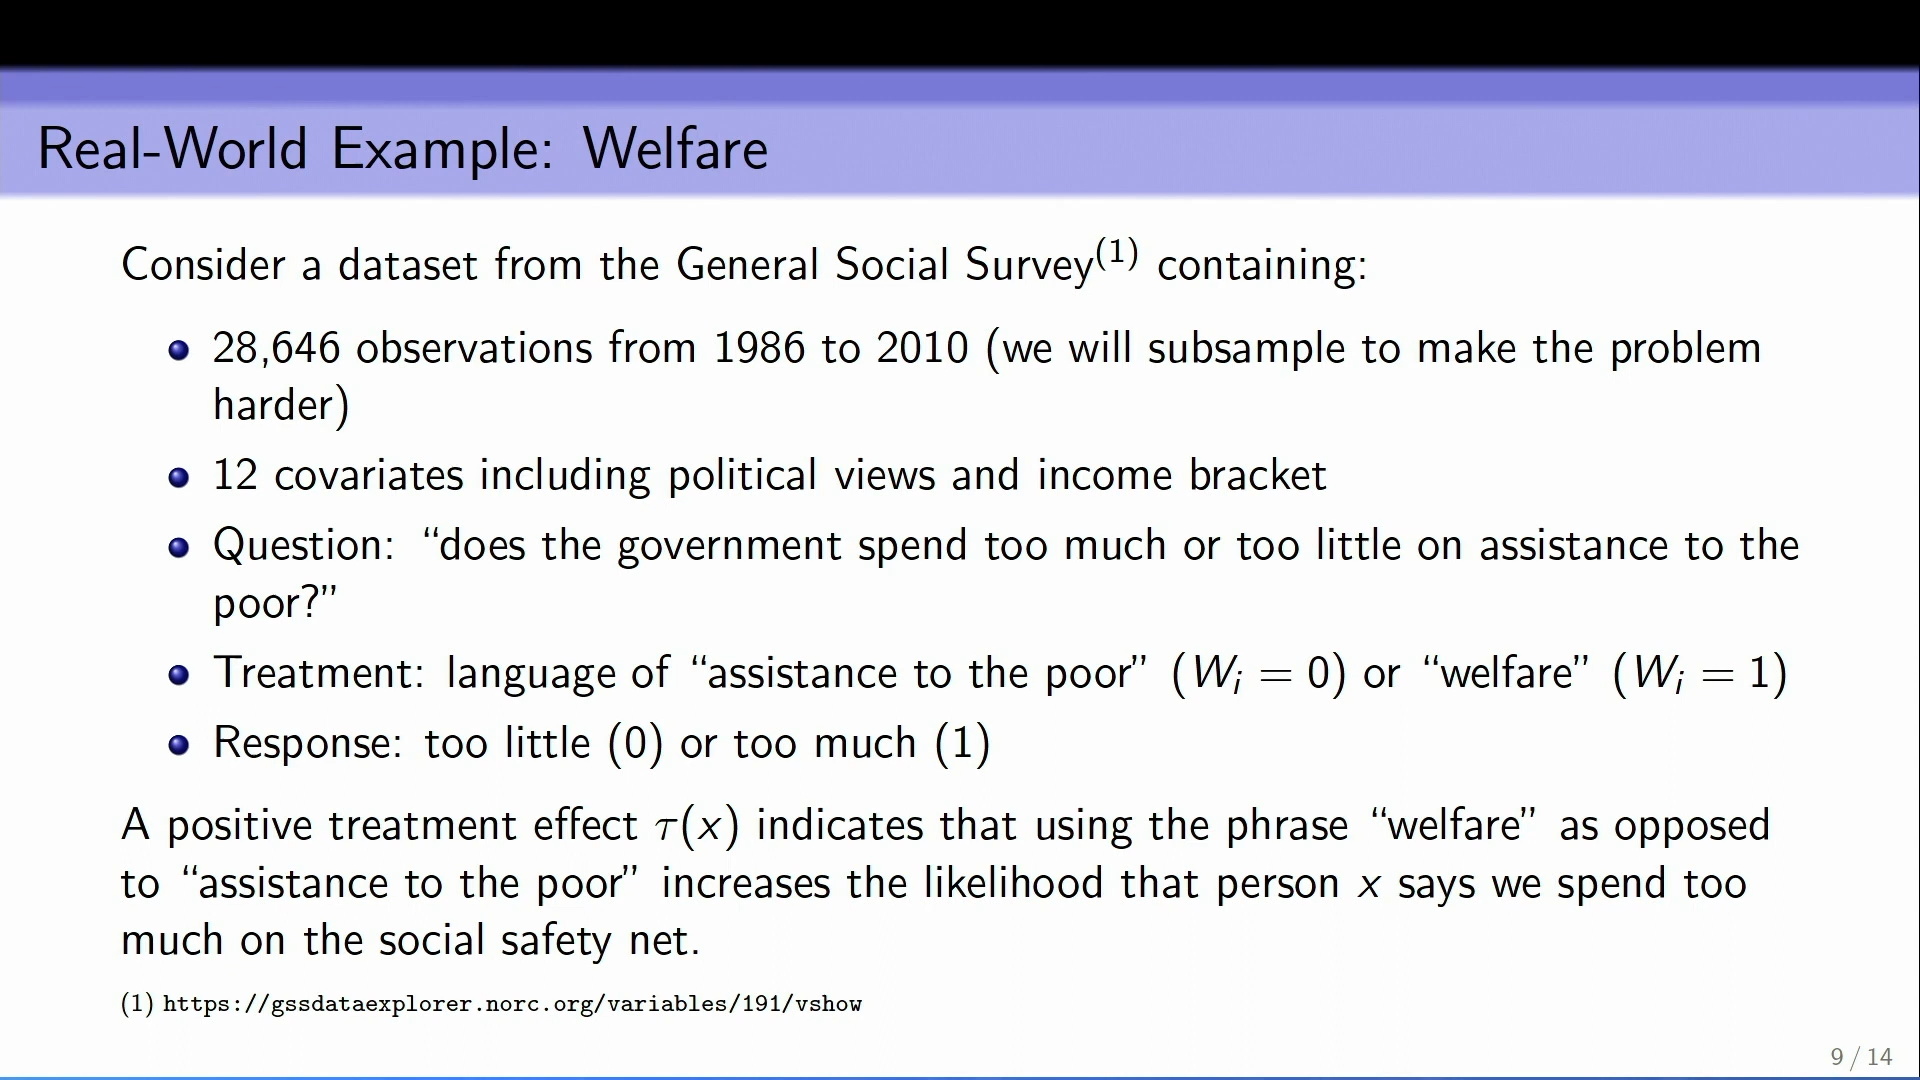 Real-World Example: Welfare
Consider a dataset from the General Social Survey⁽¹⁾ containing:
28,646 observations from 1986 to 2010 (we will subsample to make the problem
harder)
12 covariates including political views and income bracket
Question: “does the government spend too much or too little on assistance to the
poor?”
Treatment: language of “assistance to the poor” (Wᵢ = 0) or “welfare” (Wᵢ = 1)
Response: too little (0) or too much (1)
A positive treatment effect τ(x) indicates that using the phrase “welfare” as opposed
to “assistance to the poor” increases the likelihood that person x says we spend too
much on the social safety net.
(1) https://gssdataexplorer.norc.org/variables/191/vshow
9 / 14